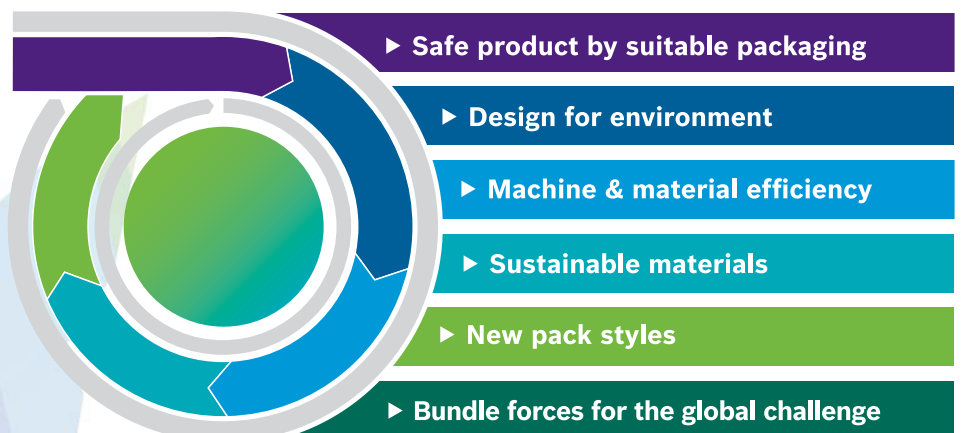 Safe product by suitable packaging
Design for environment
Machine & material efficiency
Sustainable materials
New pack styles
Bundle forces for the global challenge